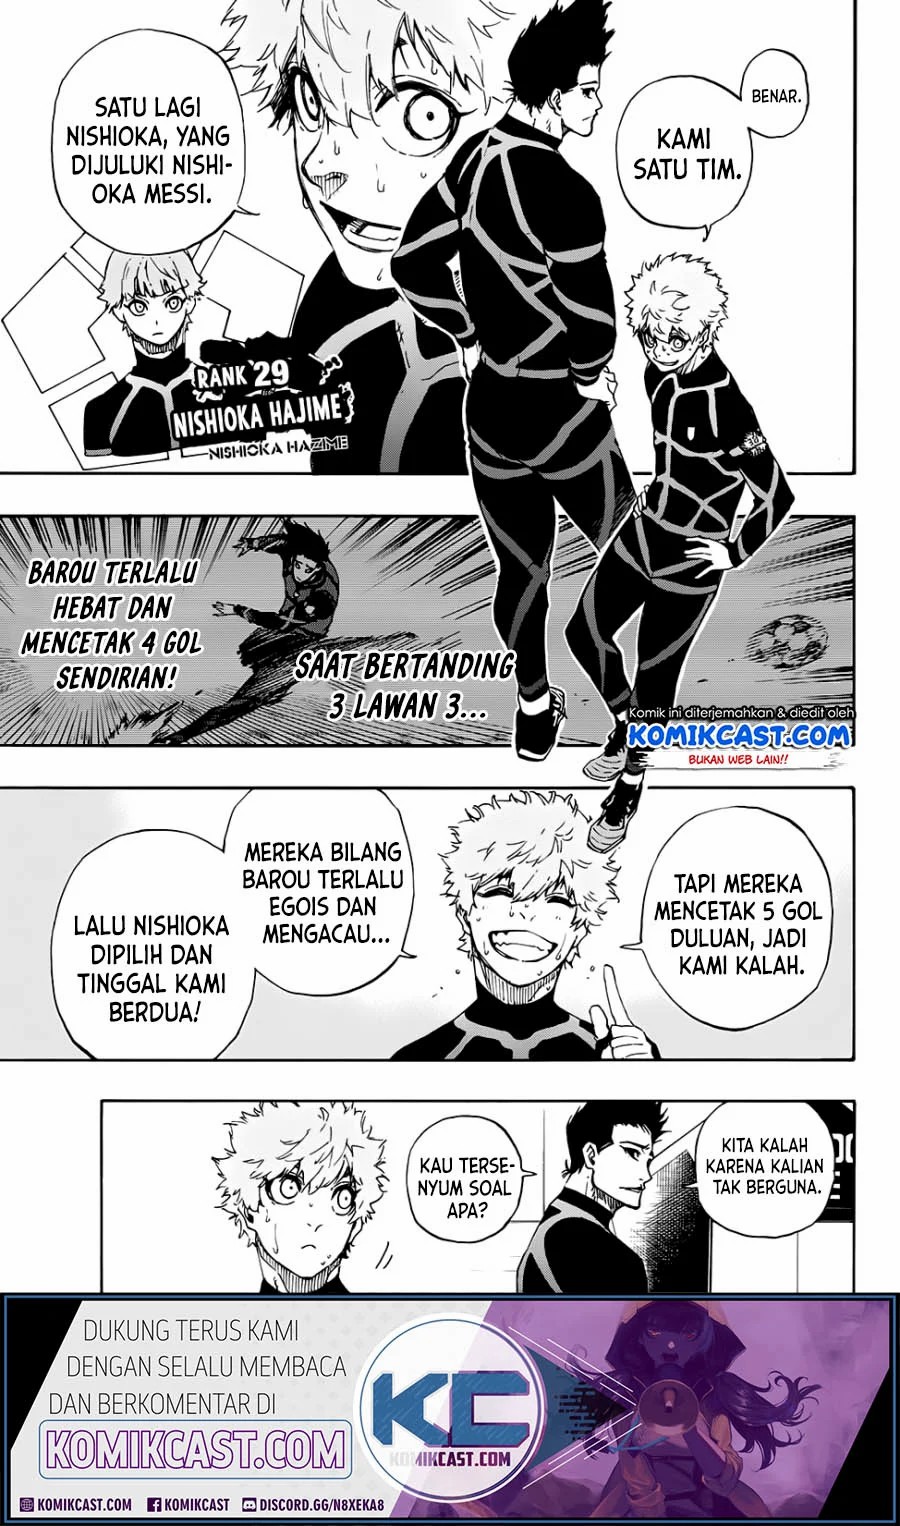 BENAR.
KAMI
SATU TIM.
SATU LAGI
NISHIOKA, YANG
DIJULUKI NISHI-
OKA MESSI.
RANK '29
NISHIOKA HAJIME
NISHIOKA HAZIME
SAAT BERTANDING
3 LAWAN 3...
BAROU TERLALU
HEBAT DAN
MENCETAK 4 GOL
SENDIRIAN!
Komik ini diterjemahkan & diedit oleh
KOMIKCAST.COM
BUKAN WEB LAIN!!
TAPI MEREKA
MENCETAK 5 GOL
DULUAN, JADI
KAMI KALAH.
MEREKA BILANG
BAROU TERLALU
EGOIS DAN
MENGACAU...
LALU NISHIOKA
DIPILIH DAN
TINGGAL KAMI
BERDUA!
KITA KALAH
KARENA KALIAN
TAK BERGUNA.
KAU TERSE-
NYUM SOAL
APA?
DUKUNG TERUS KAMI
DENGAN SELALU MEMBACA
DAN BERKOMENTAR DI
KOMIKCAST.COM
KC
KOMIKCAST.COM
KOMIKCAST.COM
KOMIKCAST
DISCORD.GG/N8XEKA8